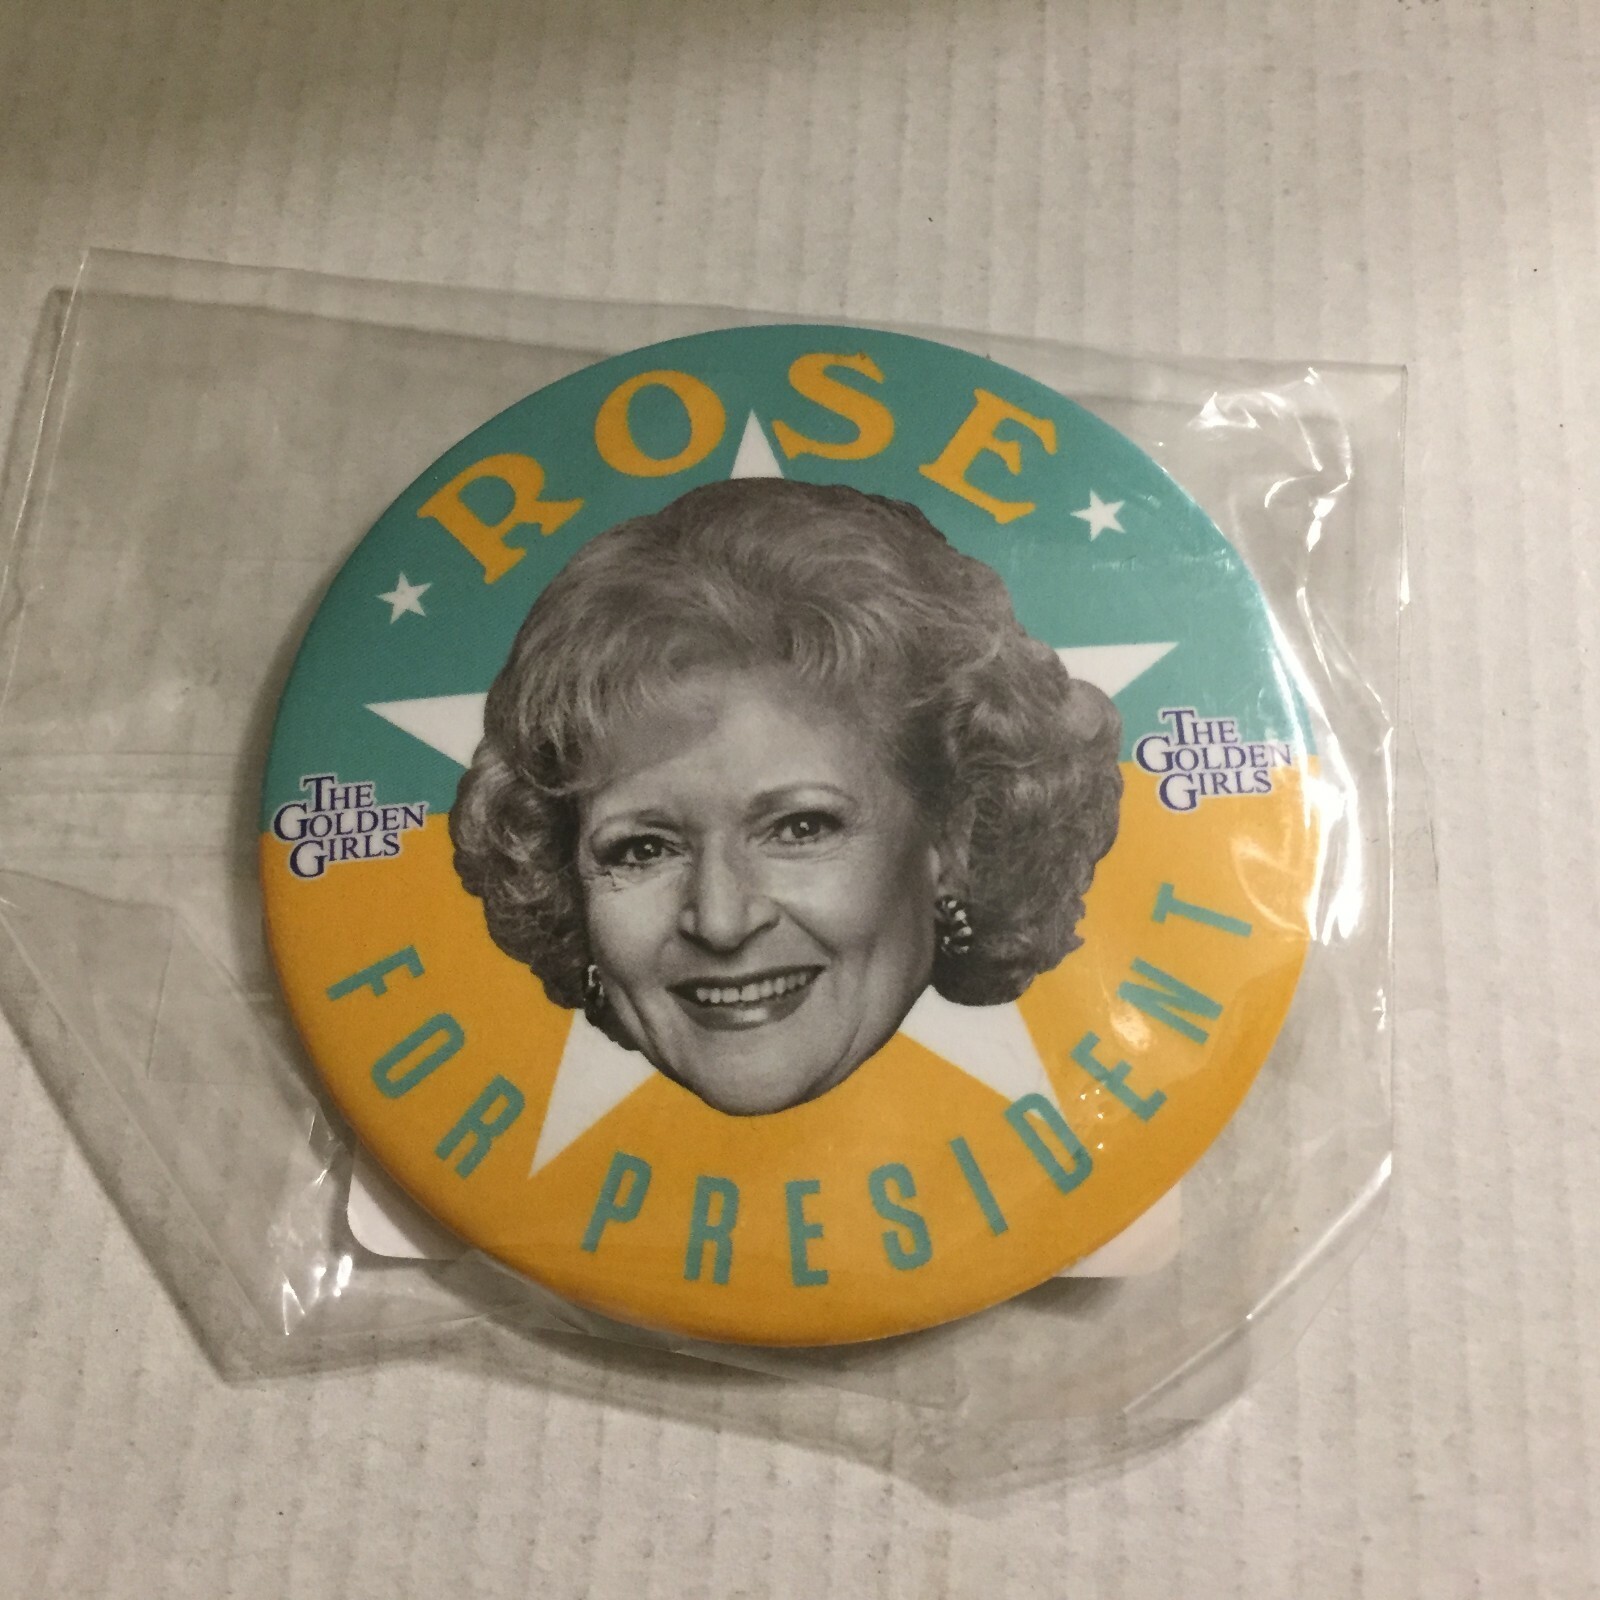 ROSE
THE
GOLDEN
GIRLS
THE
GOLDEN
GIRLS
FOR PRESIDENT